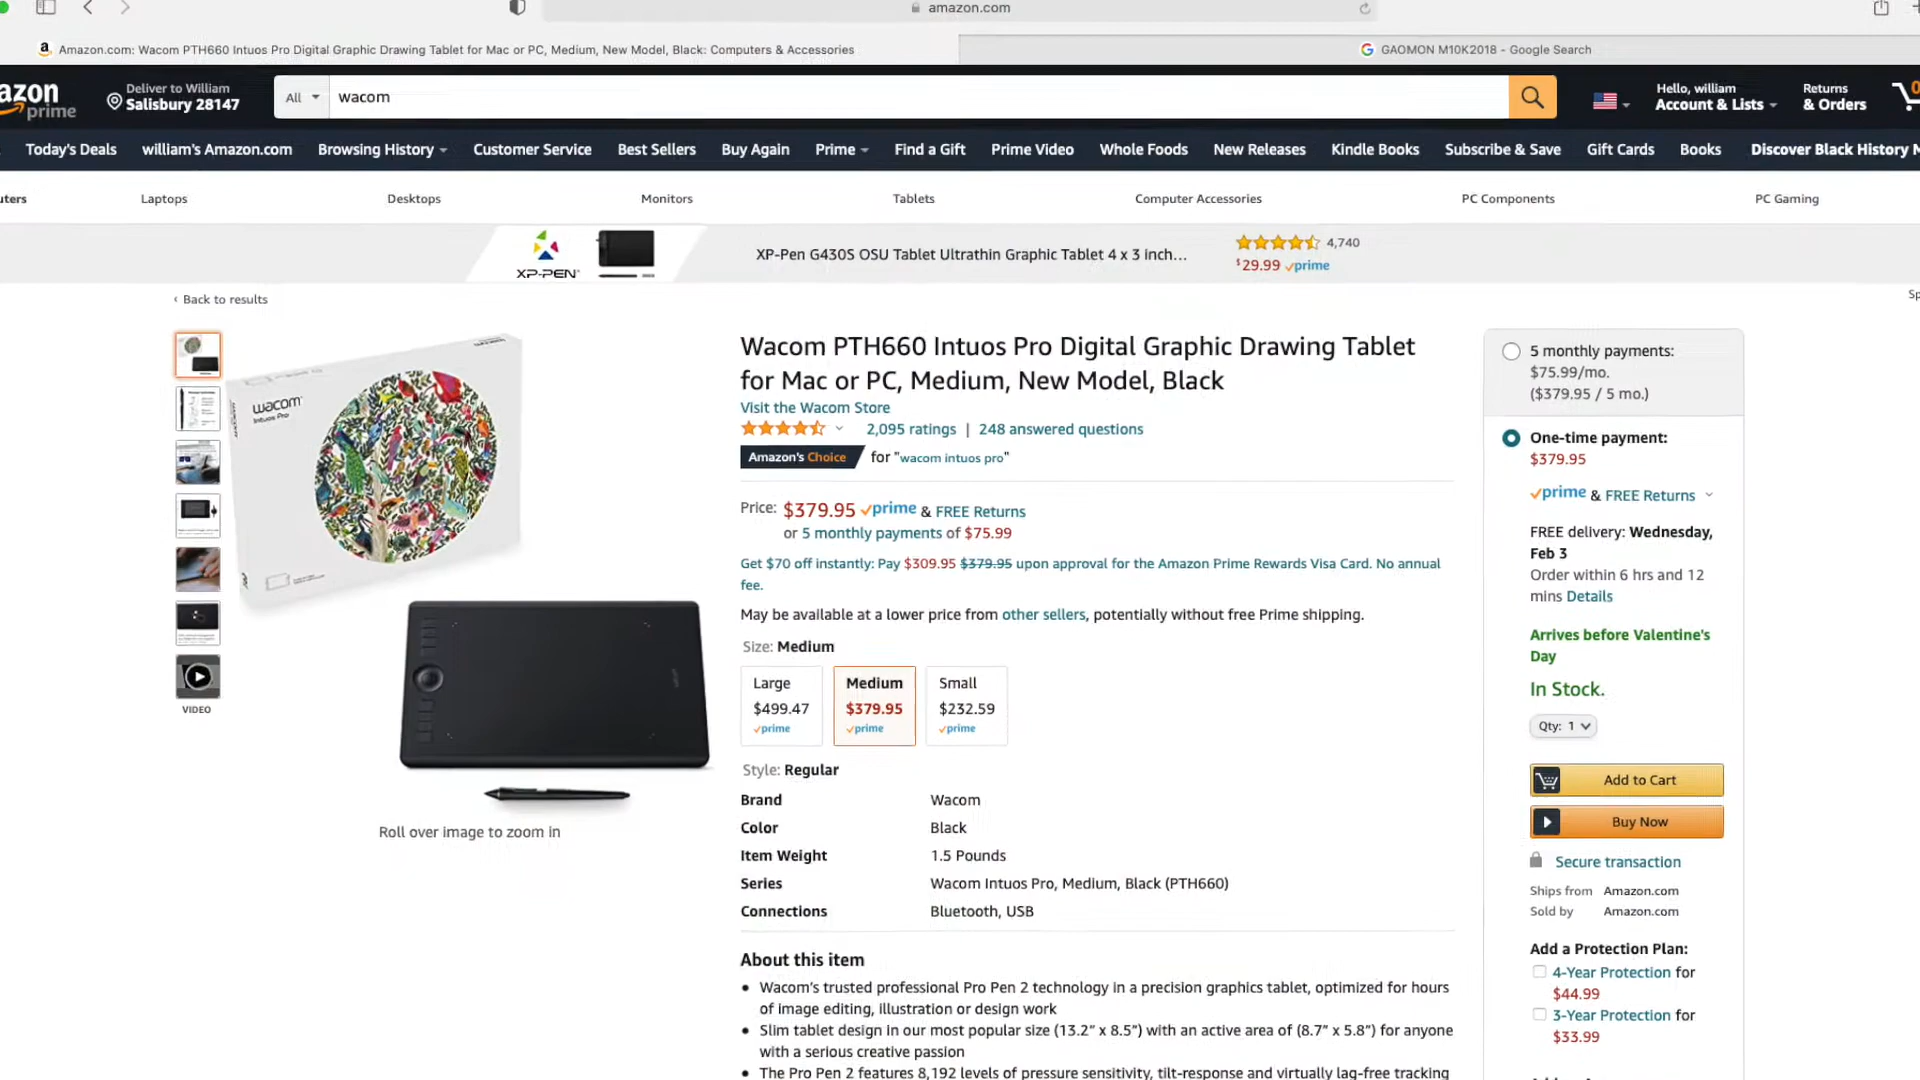 amazon.com
Amazon.com: Wacom PTH660 Intuos Pro Digital Graphic Drawing Tablet for Mac or PC, Medium, New Model, Black: Computers & Accessories
GAOMON M10K2018 - Google Search
azon
prime
Deliver to William
Salisbury 28147
All
wacom
Hello, william
Account & Lists
Returns
& Orders
0
Today's Deals
william's Amazon.com
Browsing History
Customer Service
Best Sellers
Buy Again
Prime
Find a Gift
Prime Video
Whole Foods
New Releases
Kindle Books
Subscribe & Save
Gift Cards
Books
Discover Black History M
uters
Laptops
Desktops
Monitors
Tablets
Computer Accessories
PC Components
PC Gaming
XP-PEN
XP-Pen G430S OSU Tablet Ultrathin Graphic Tablet 4 x 3 inch...
4,740
$29.99 prime
‹ Back to results
Sp
wacom
Intuos Pro
VIDEO
Roll over image to zoom in
Wacom PTH660 Intuos Pro Digital Graphic Drawing Tablet
for Mac or PC, Medium, New Model, Black
Visit the Wacom Store
2,095 ratings | 248 answered questions
Amazon's Choice for "wacom intuos pro"
Price: $379.95 prime & FREE Returns
or 5 monthly payments of $75.99
Get $70 off instantly: Pay $309.95 $379.95 upon approval for the Amazon Prime Rewards Visa Card. No annual
fee.
May be available at a lower price from other sellers, potentially without free Prime shipping.
Size: Medium
Large
$499.47
prime
Medium
$379.95
prime
Small
$232.59
prime
Style: Regular
Brand Wacom
Color Black
Item Weight 1.5 Pounds
Series Wacom Intuos Pro, Medium, Black (PTH660)
Connections Bluetooth, USB
About this item
• Wacom's trusted professional Pro Pen 2 technology in a precision graphics tablet, optimized for hours
of image editing, illustration or design work
• Slim tablet design in our most popular size (13.2" x 8.5") with an active area of (8.7" x 5.8") for anyone
with a serious creative passion
• The Pro Pen 2 features 8,192 levels of pressure sensitivity, tilt-response and virtually lag-free tracking
5 monthly payments:
$75.99/mo.
($379.95 / 5 mo.)
One-time payment:
$379.95
prime & FREE Returns
FREE delivery: Wednesday,
Feb 3
Order within 6 hrs and 12
mins Details
Arrives before Valentine's
Day
In Stock.
Qty: 1
Add to Cart
Buy Now
Secure transaction
Ships from Amazon.com
Sold by Amazon.com
Add a Protection Plan:
4-Year Protection for
$44.99
3-Year Protection for
$33.99